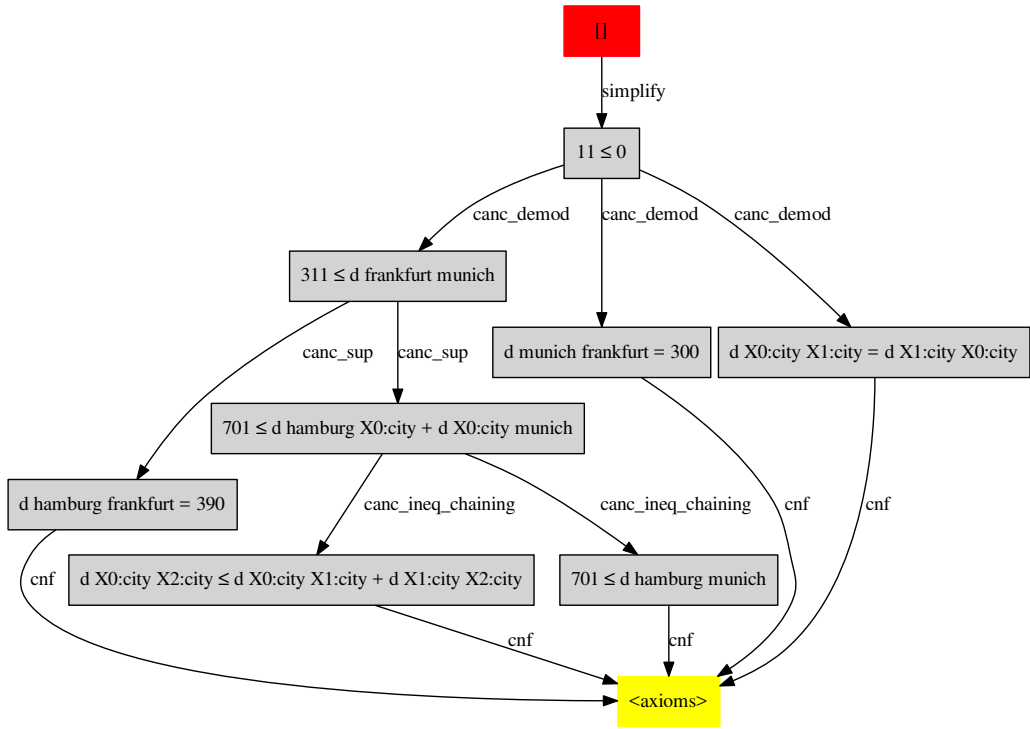 []
simplify
11 ≤ 0
canc_demod
canc_demod
canc_demod
311 ≤ d frankfurt munich
canc_sup
canc_sup
d munich frankfurt = 300
d X0:city X1:city = d X1:city X0:city
701 ≤ d hamburg X0:city + d X0:city munich
d hamburg frankfurt = 390
canc_ineq_chaining
canc_ineq_chaining
cnf
cnf
cnf
d X0:city X2:city ≤ d X0:city X1:city + d X1:city X2:city
701 ≤ d hamburg munich
cnf
cnf
<axioms>